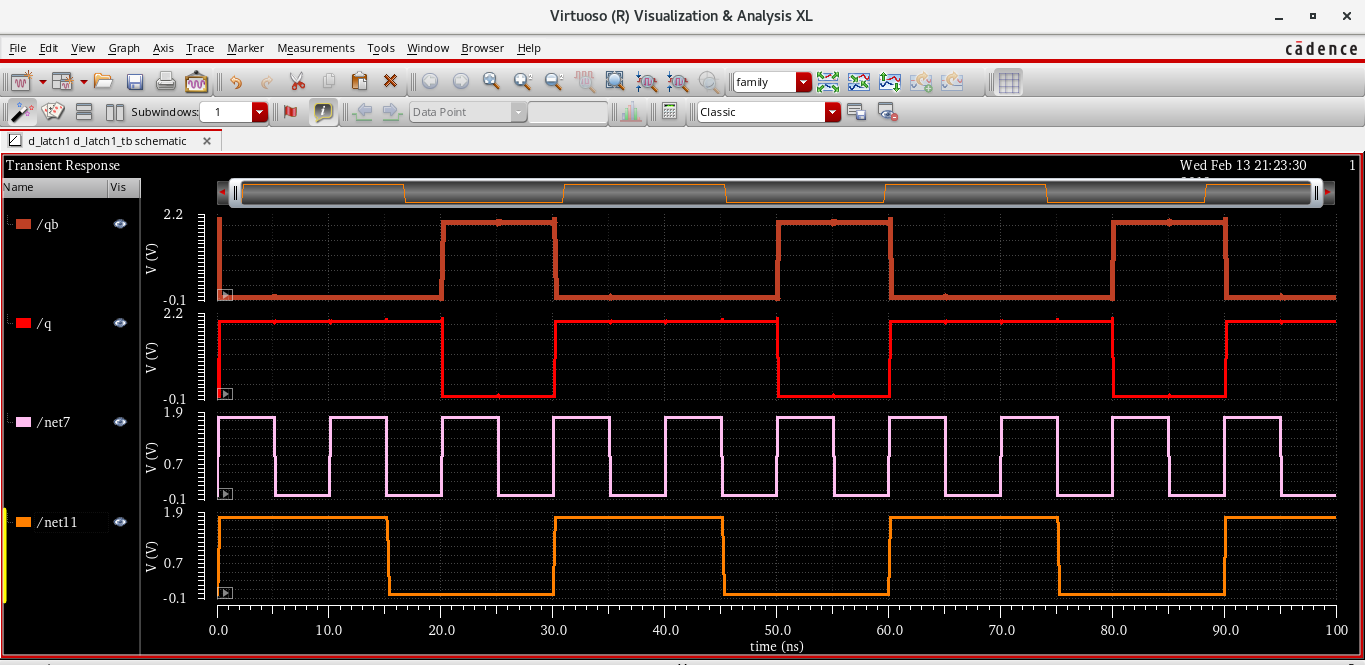 Virtuoso (R) Visualization & Analysis XL
File Edit View Graph Axis Trace Marker Measurements Tools Window Browser Help
cādence
family
Subwindows: 1
Data Point
Classic
d_latch1 d_latch1_tb schematic
Transient Response
Wed Feb 13 21:23:30
1
Name Vis
/qb
V (V)
2.2
-0.1
/q
V (V)
2.2
-0.1
/net7
V (V)
1.9
0.7
-0.1
/net11
V (V)
1.9
0.7
-0.1
0.0 10.0 20.0 30.0 40.0 50.0 60.0 70.0 80.0 90.0 100
time (ns)